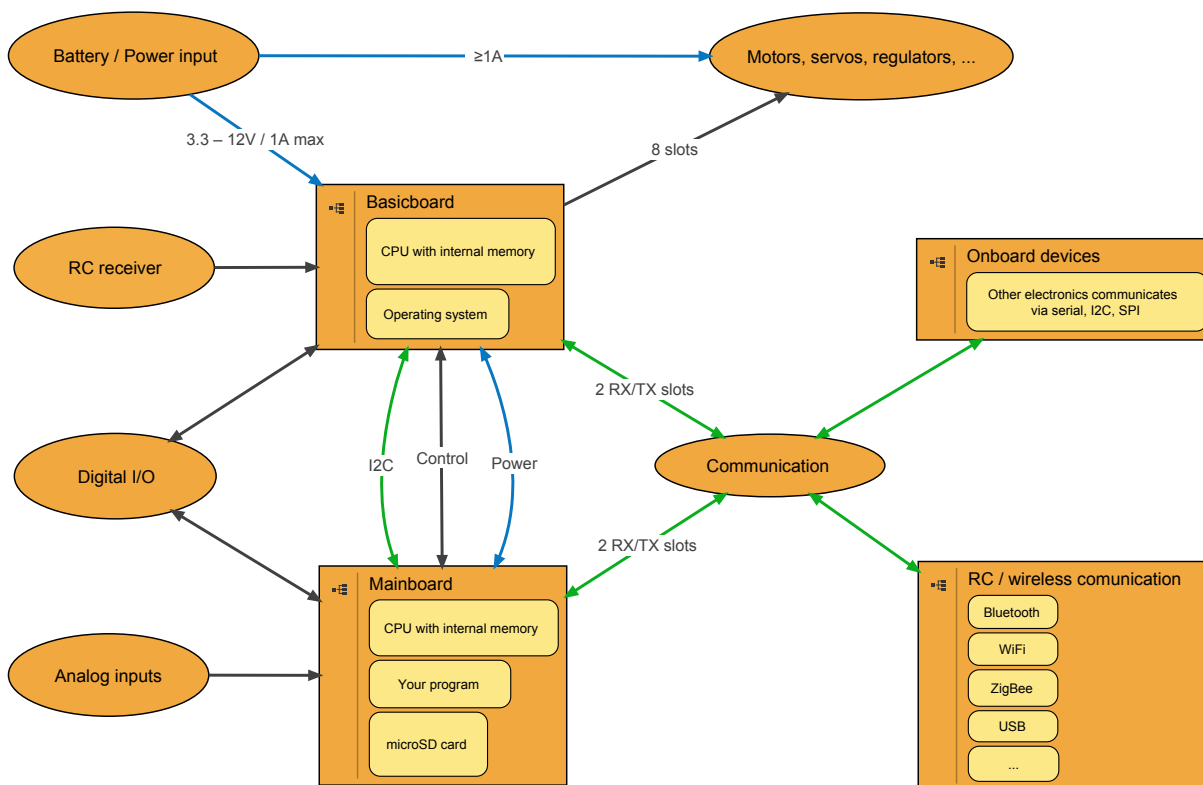 Battery / Power input
≥1A
Motors, servos, regulators, ...
3.3 – 12V / 1A max
8 slots
Basicboard
CPU with internal memory
Operating system
RC receiver
Onboard devices
Other electronics communicates
via serial, I2C, SPI
2 RX/TX slots
Digital I/O
I2C
Control
Power
Communication
2 RX/TX slots
Mainboard
CPU with internal memory
Your program
microSD card
Analog inputs
RC / wireless comunication
Bluetooth
WiFi
ZigBee
USB
...